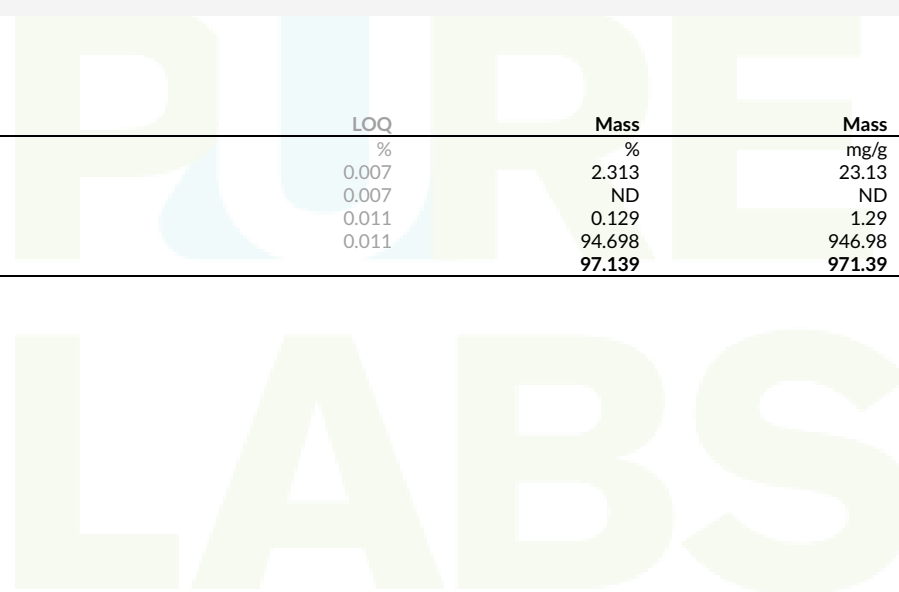 PURE
LOQ Mass Mass
% % mg/g
0.007 2.313 23.13
0.007 ND ND
0.011 0.129 1.29
0.011 94.698 946.98
97.139 971.39
LABS